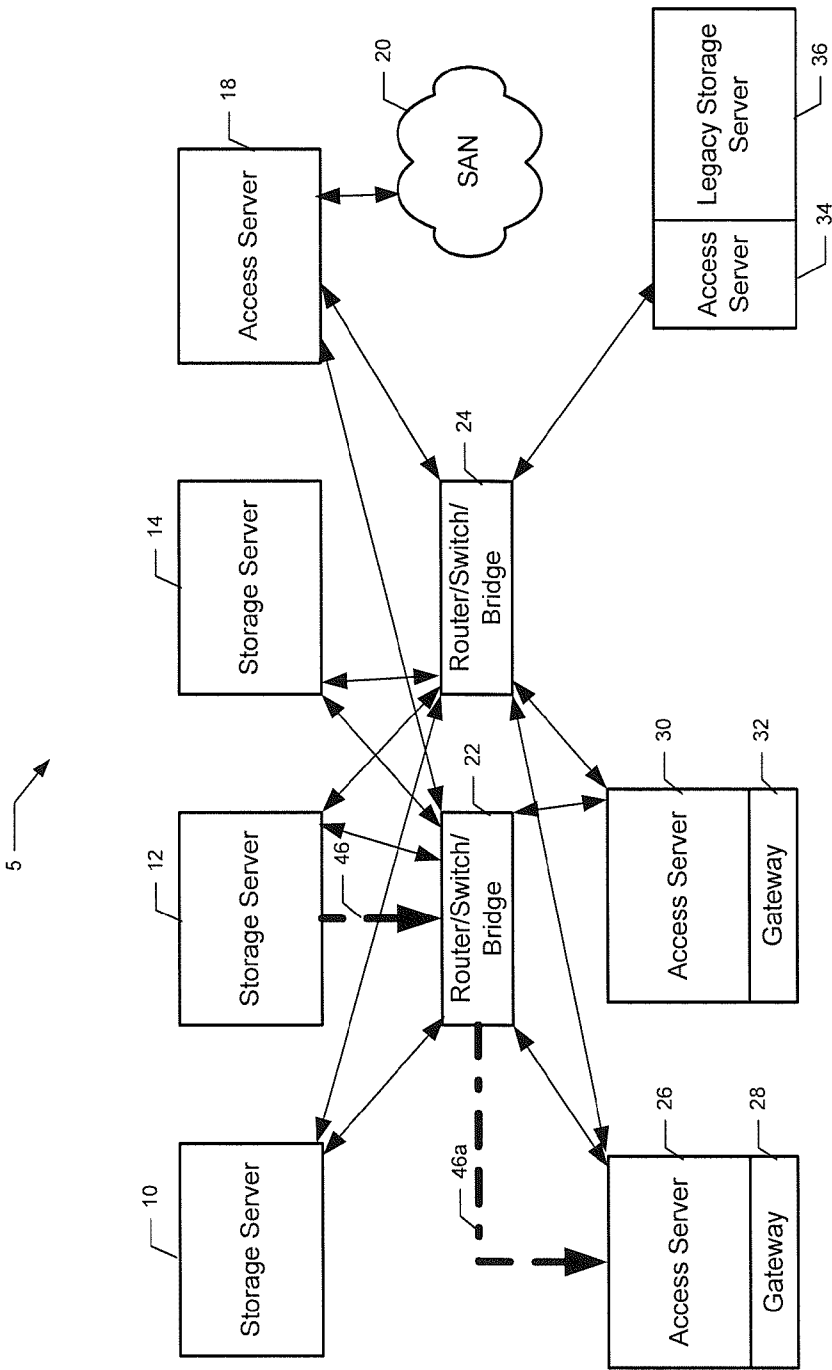 5
10
Storage Server
12
Storage Server
14
Storage Server
18
Access Server
46
20
SAN
22
Router/Switch/
Bridge
24
Router/Switch/
Bridge
46a
26
Access Server
28
Gateway
30
Access Server
32
Gateway
34
Access
Server
36
Legacy Storage
Server